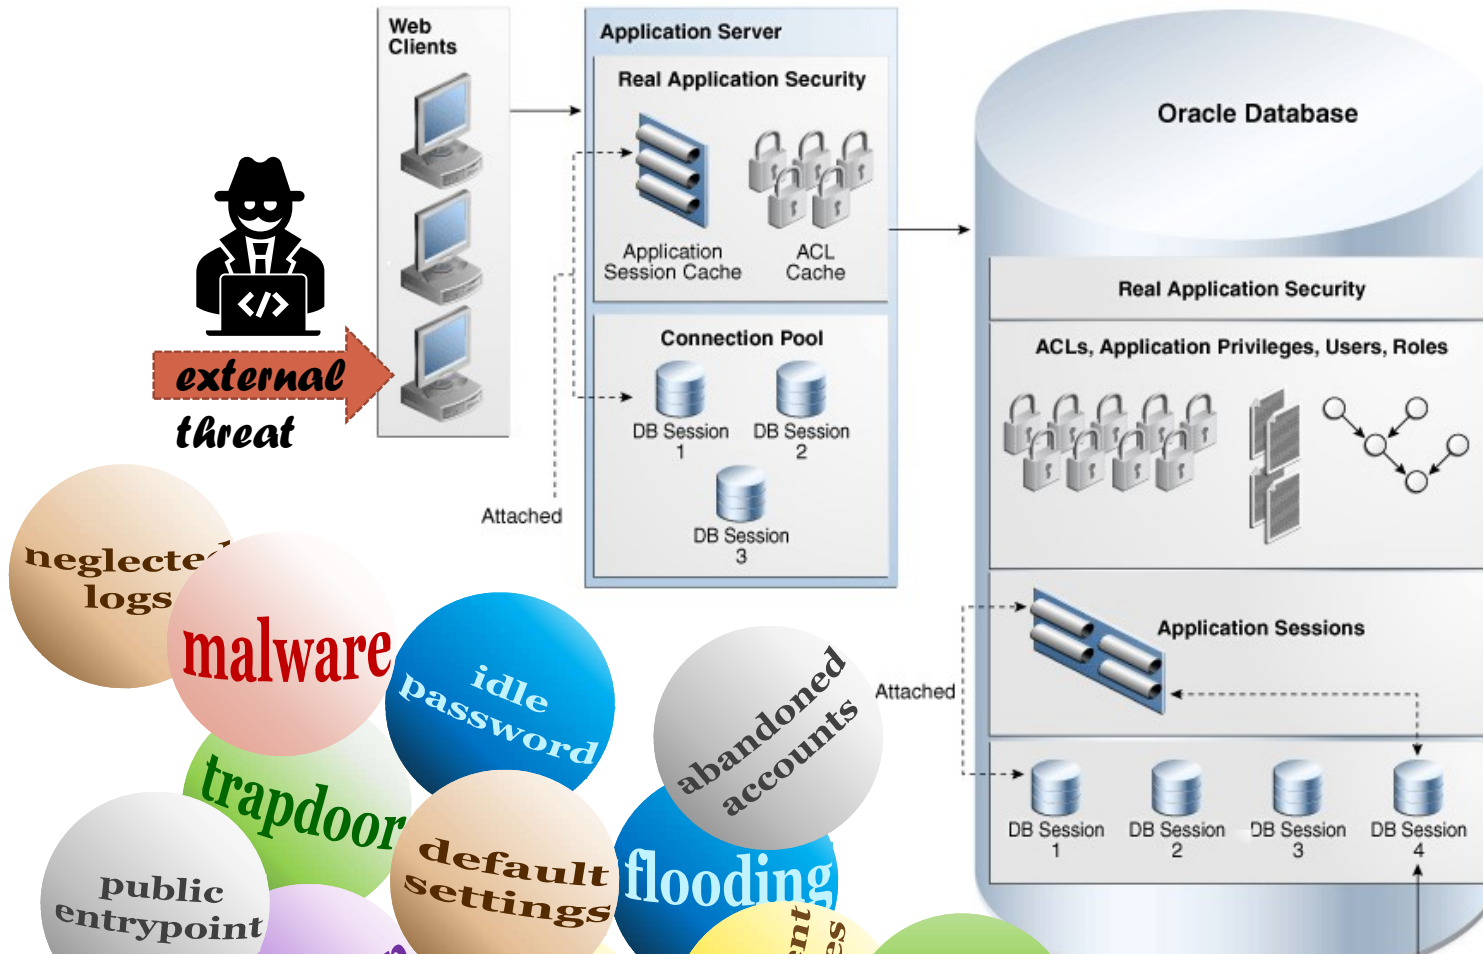 Web
Clients
Application Server
Real Application Security
Application
Session Cache
ACL
Cache
Connection Pool
DB Session
1
DB Session
2
DB Session
3
Attached
Oracle Database
Real Application Security
ACLs, Application Privileges, Users, Roles
Application Sessions
Attached
DB Session
1
DB Session
2
DB Session
3
DB Session
4
</>
external
threat
neglected
logs
malware
idle
password
abandoned
accounts
trapdoor
default
settings
flooding
public
entrypoint